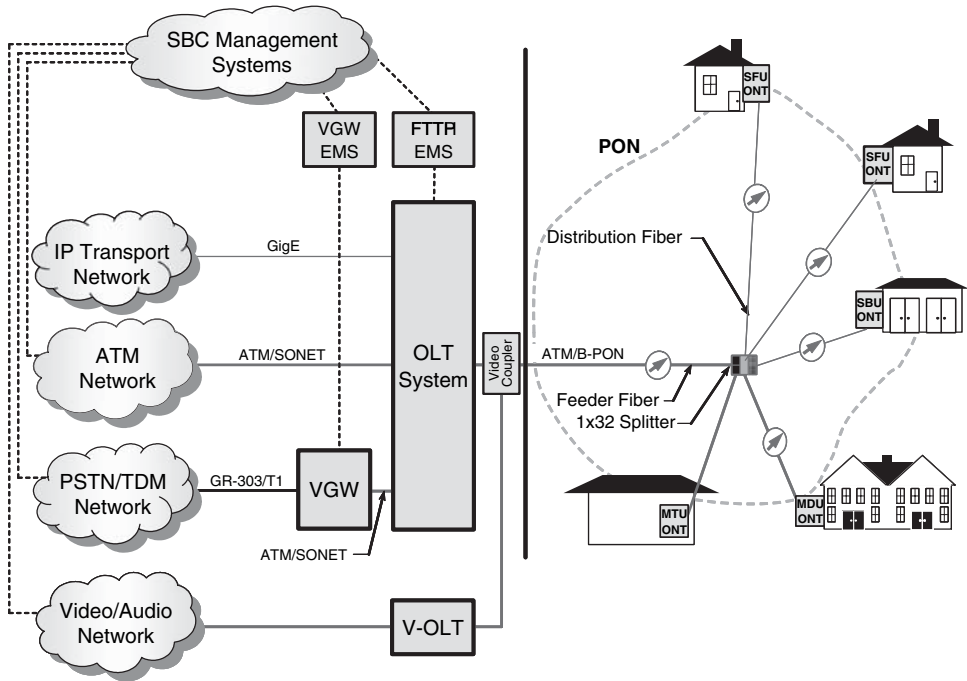 SBC Management
Systems
VGW
EMS
FTTP
EMS
IP Transport
Network
GigE
ATM
Network
ATM/SONET
OLT
System
Video
Coupler
PSTN/TDM
Network
GR-303/T1
VGW
ATM/SONET
Video/Audio
Network
V-OLT
PON
SFU
ONT
SFU
ONT
Distribution Fiber
SBU
ONT
ATM/B-PON
Feeder Fiber
1x32 Splitter
MTU
ONT
MDU
ONT